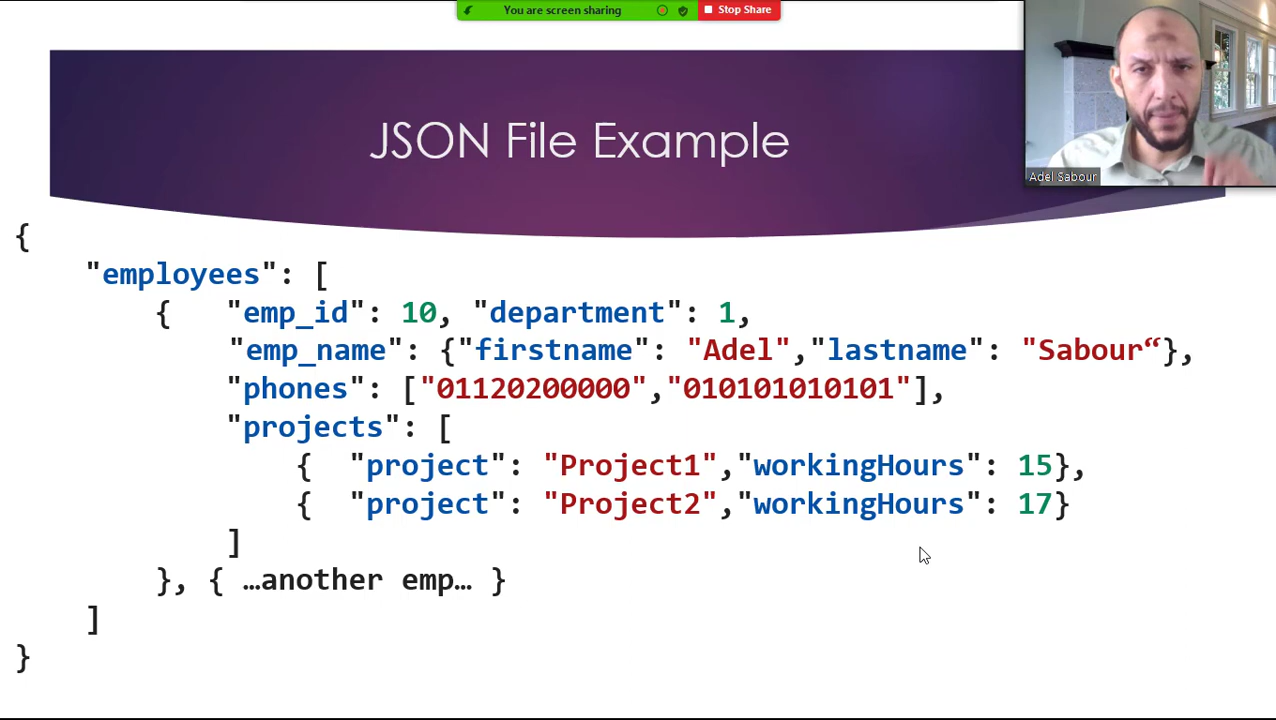 You are screen sharing
Stop Share
JSON File Example
Adel Sabour
{
"employees": [
{ "emp_id": 10, "department": 1,
"emp_name": {"firstname": "Adel","lastname": "Sabour“},
"phones": ["01120200000","010101010101"],
"projects": [
{ "project": "Project1","workingHours": 15},
{ "project": "Project2","workingHours": 17}
]
}, { …another emp… }
]
}